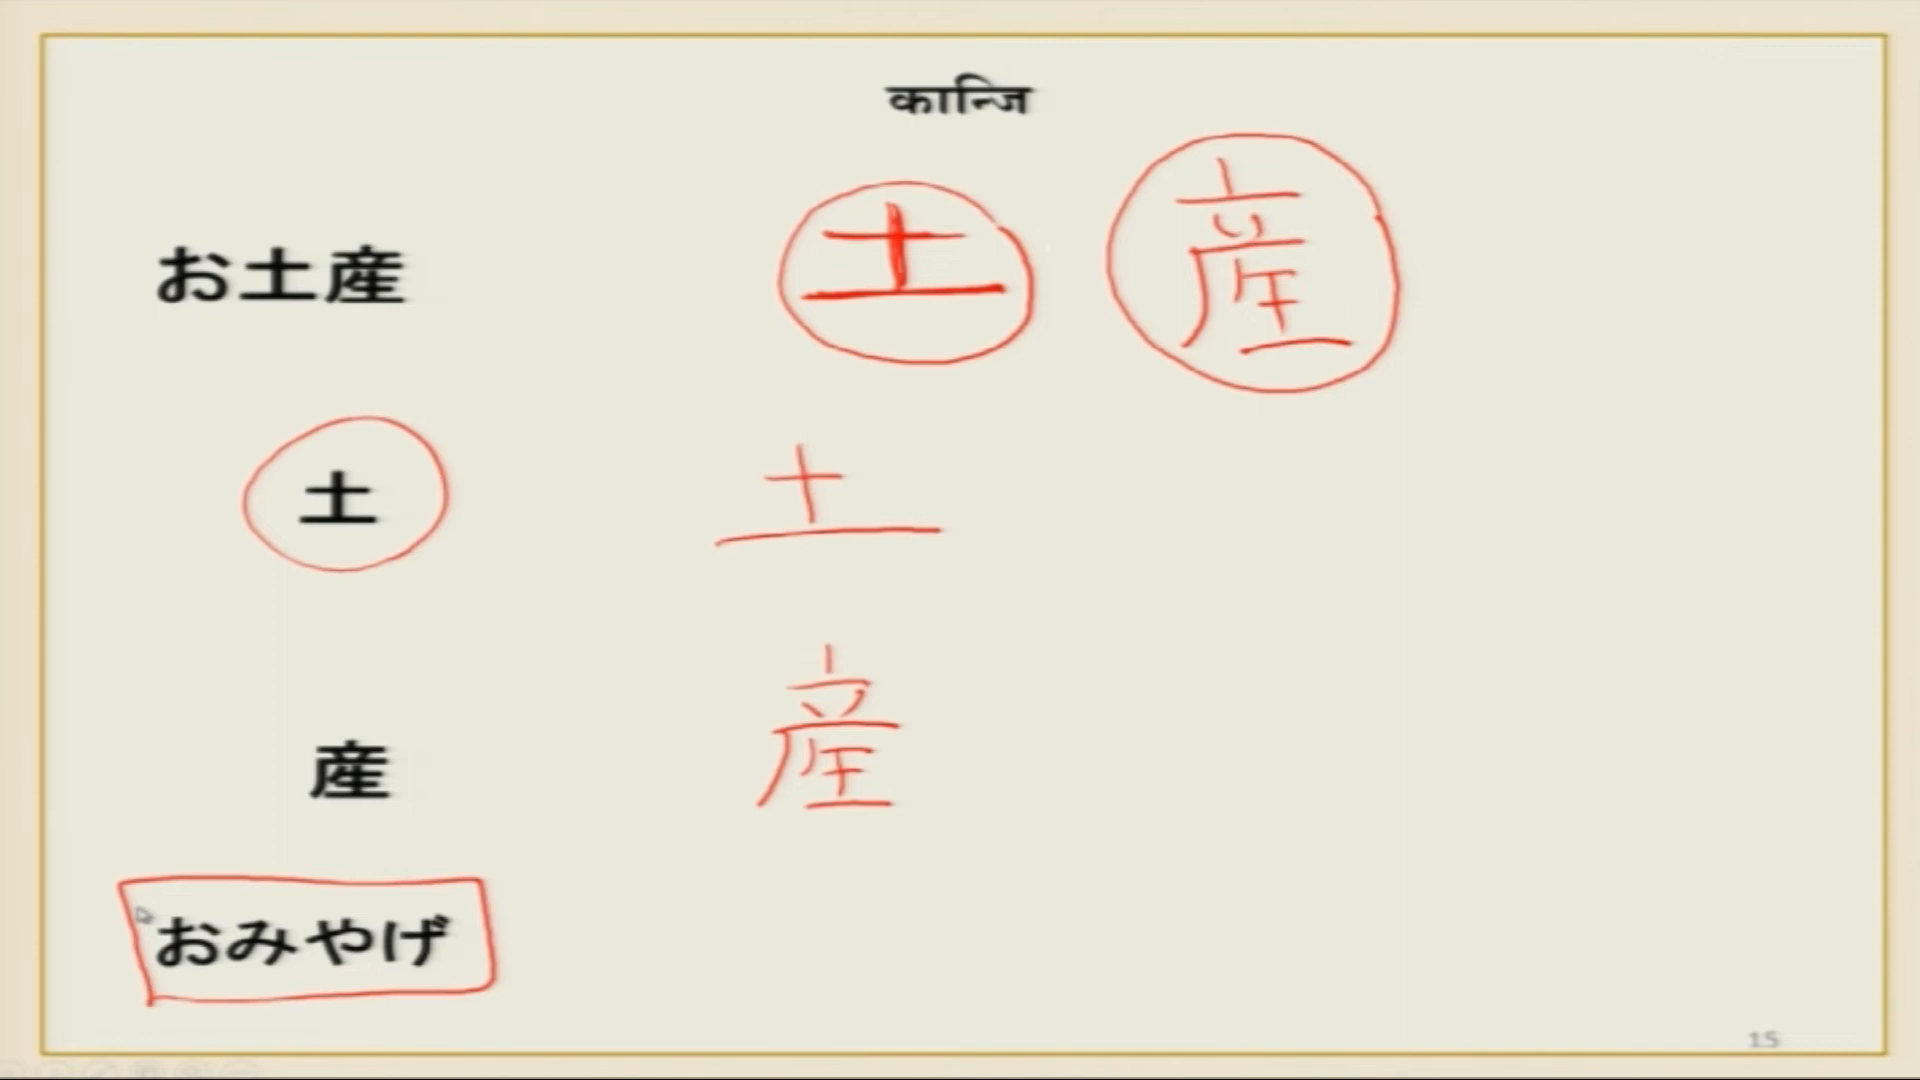 कान्जि
お土産 土 産
土 土
産 産
おみやげ
15